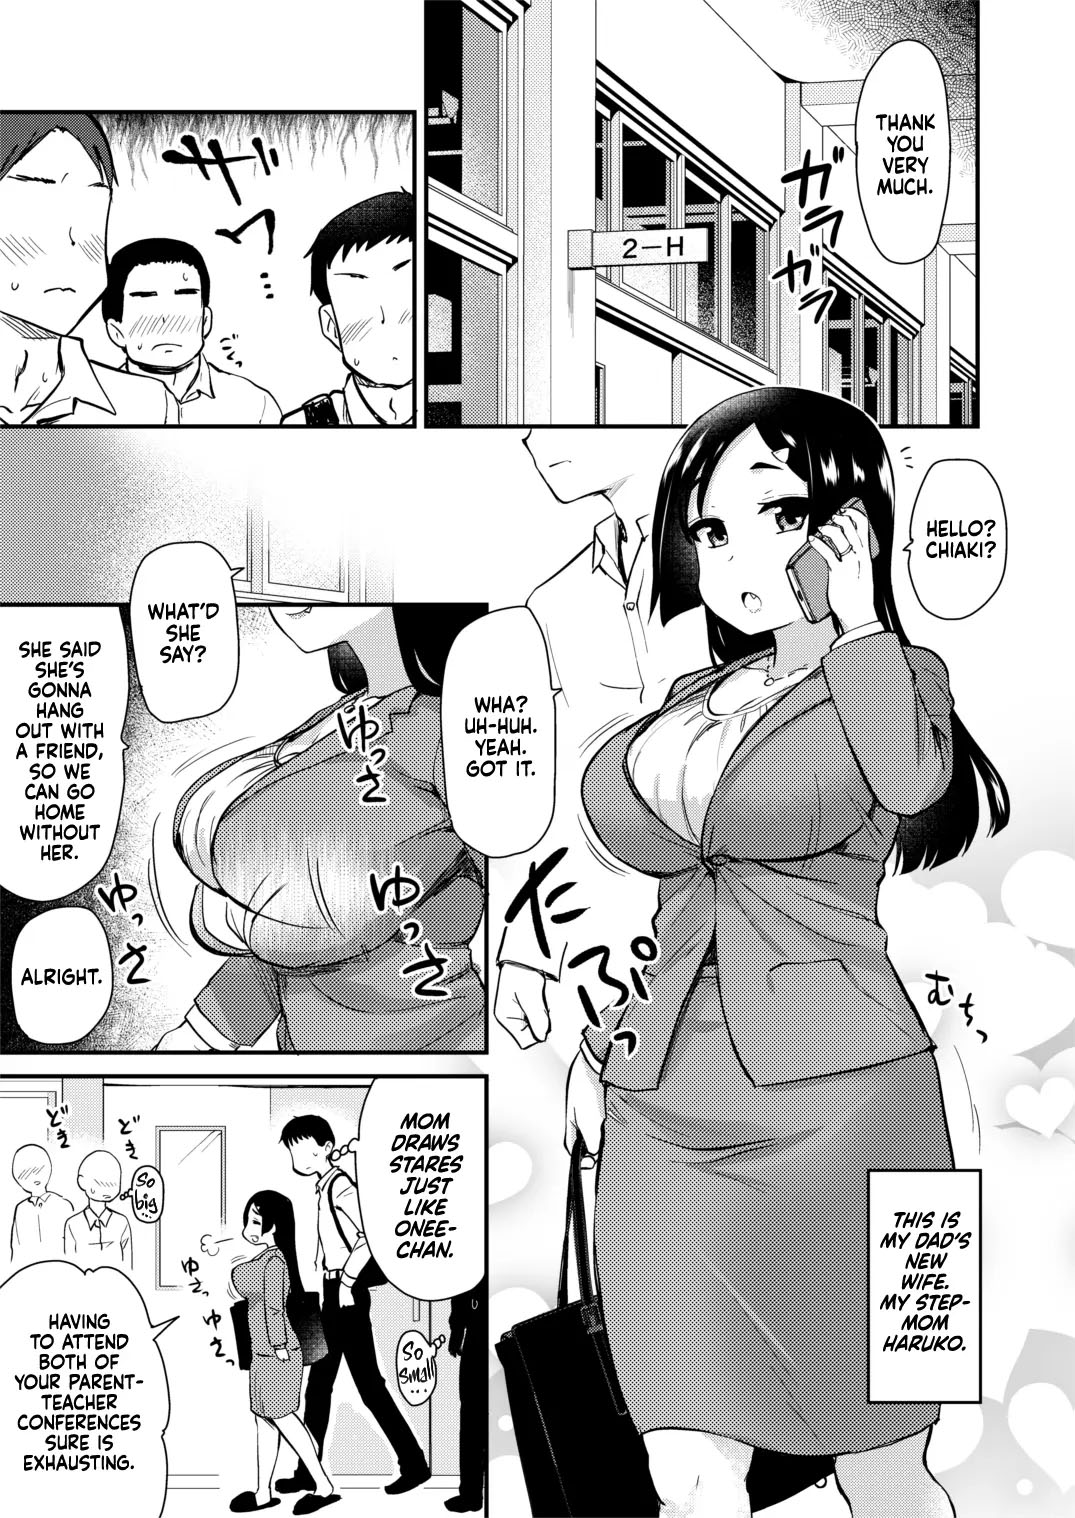 THANK
YOU
VERY
MUCH.
ガラ
ガラ
2-H
ザ
ワ
HELLO?
CHIAKI?
WHA?
UH-HUH.
YEAH.
GOT IT.
たぷっ
むちっ
THIS IS
MY DAD'S
NEW
WIFE.
MY STEP-
MOM
HARUKO.
WHAT'D
SHE
SAY?
SHE SAID
SHE'S
GONNA
HANG
OUT WITH
A FRIEND,
SO WE
CAN GO
HOME
WITHOUT
HER.
ALRIGHT.
ゆっさ
ゆっさ
ゆっさ
MOM
DRAWS
STARES
JUST
LIKE
ONEE-
CHAN.
So
Small
...
どき
どき
So
big
...
ゆさっ
ゆさっ
HAVING
TO ATTEND
BOTH OF
YOUR PARENT-
TEACHER
CONFERENCES
SURE IS
EXHAUSTING.